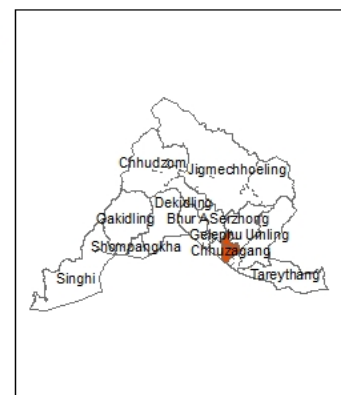 Chhudzom
Jigmechhoeling
Dekidling
Gakidling Bhur Serzhong
Gelephu Umling
Shompangkha Chhuzagang
Singhi Tareythang